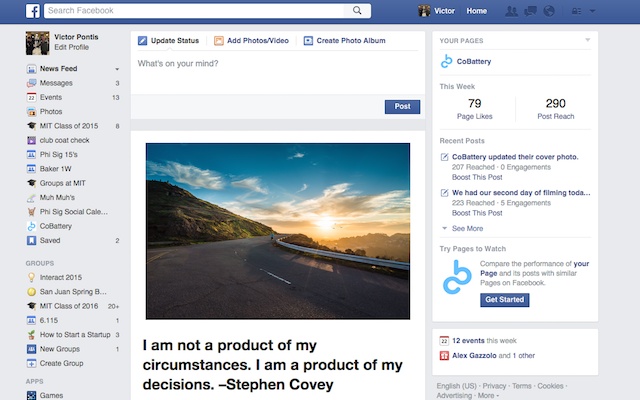 Search Facebook
Victor
Home
Victor Pontis
Edit Profile
News Feed
Messages 3
Events 13
Photos
MIT Class of 2015 8
club coat check
Phi Sig 15's
Baker 1W
Groups at MIT
Muh Muh's
Phi Sig Social Cale...
CoBattery
Saved 2
GROUPS
Interact 2015
San Juan Spring B...
MIT Class of 2016 20+
6.115 1
How to Start a Startup 3
New Groups 1
Create Group
APPS
Games
Update Status
Add Photos/Video
Create Photo Album
What's on your mind?
Post
I am not a product of my
circumstances. I am a product of my
decisions. –Stephen Covey
YOUR PAGES
CoBattery
This Week
79 290
Page Likes Post Reach
Recent Posts
CoBattery updated their cover photo.
207 Reached · 0 Engagements
Boost This Post
We had our second day of filming toda...
223 Reached · 5 Engagements
Boost This Post
See More
Try Pages to Watch
Compare the performance of your
Page and its posts with similar
Pages on Facebook.
Get Started
12 events this week
Alex Gazzolo and 1 other
English (US) · Privacy · Terms · Cookies ·
Advertising · More